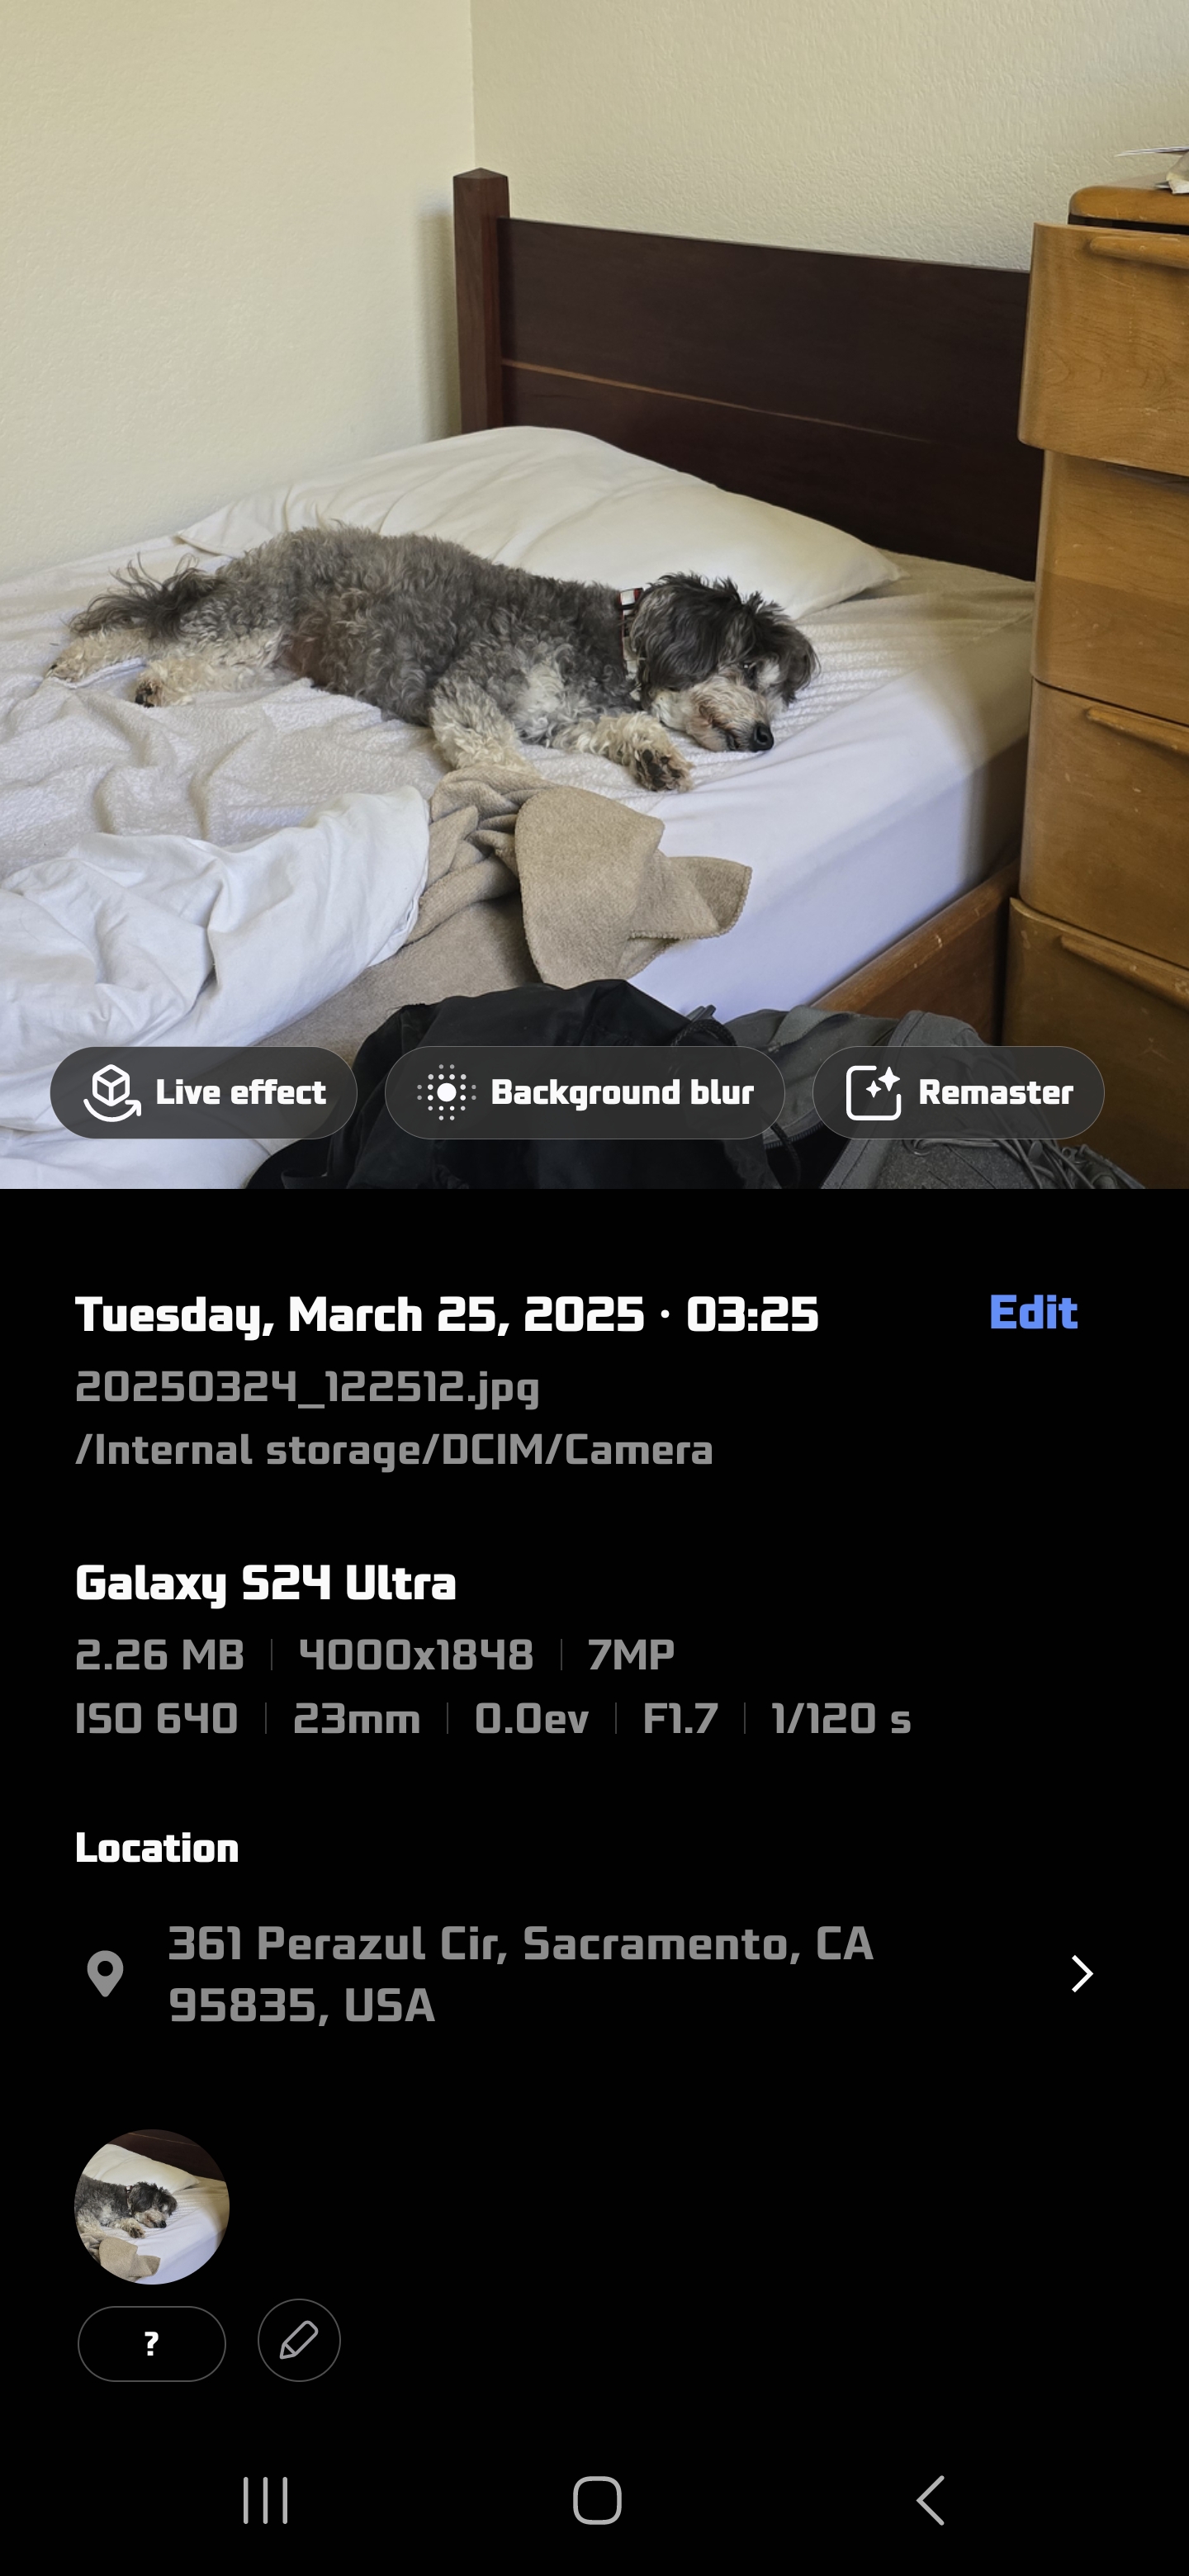 Live effect
Background blur
Remaster
Tuesday, March 25, 2025 · 03:25
Edit
20250324_122512.jpg
/Internal storage/DCIM/Camera
Galaxy S24 Ultra
2.26 MB | 4000x1848 | 7MP
ISO 640 | 23mm | 0.0ev | F1.7 | 1/120 s
Location
361 Perazul Cir, Sacramento, CA
95835, USA
?